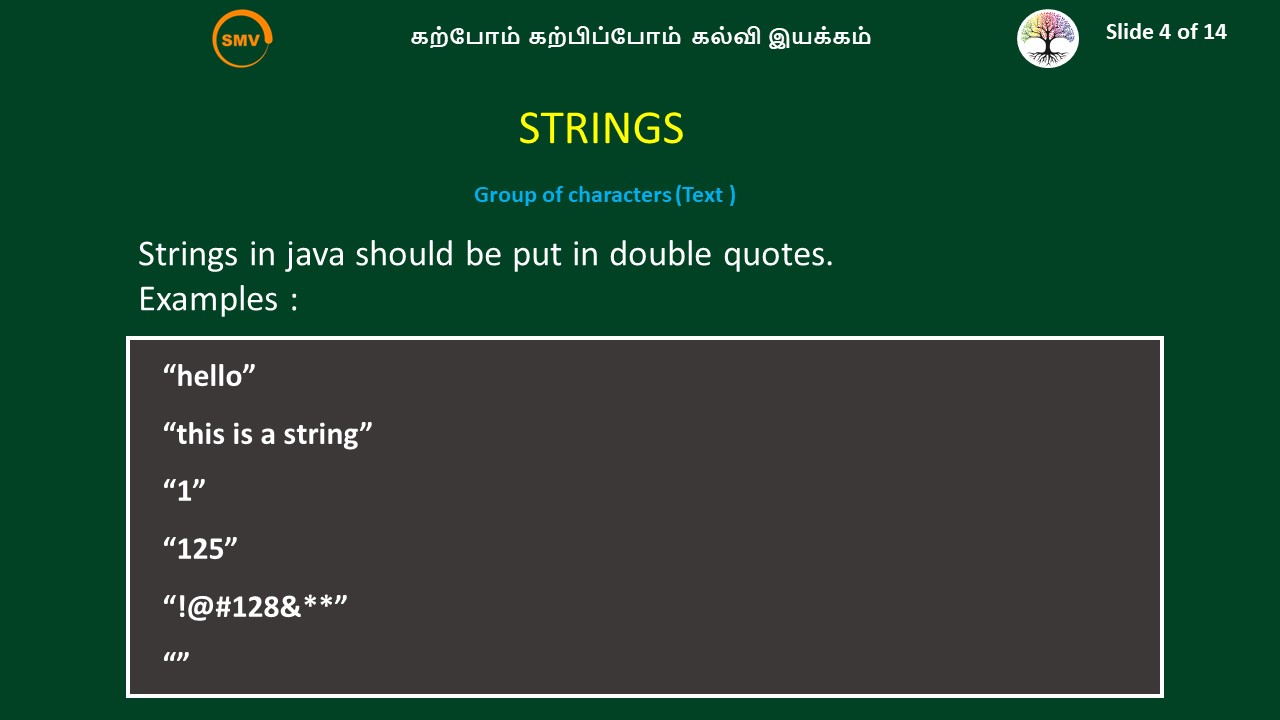 SMV
கற்போம் கற்பிப்போம் கல்வி இயக்கம்
Slide 4 of 14
STRINGS
Group of characters (Text )
Strings in java should be put in double quotes.
Examples :
“hello”
“this is a string”
“1”
“125”
“!@#128&**”
“”